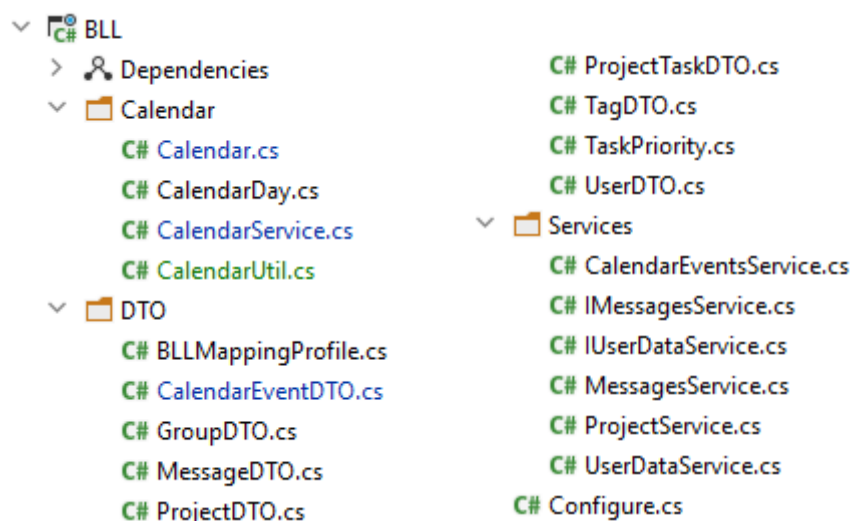 C# BLL
Dependencies
Calendar
C# Calendar.cs
C# CalendarDay.cs
C# CalendarService.cs
C# CalendarUtil.cs
DTO
C# BLLMappingProfile.cs
C# CalendarEventDTO.cs
C# GroupDTO.cs
C# MessageDTO.cs
C# ProjectDTO.cs
C# ProjectTaskDTO.cs
C# TagDTO.cs
C# TaskPriority.cs
C# UserDTO.cs
Services
C# CalendarEventsService.cs
C# IMessagesService.cs
C# IUserDataService.cs
C# MessagesService.cs
C# ProjectService.cs
C# UserDataService.cs
C# Configure.cs